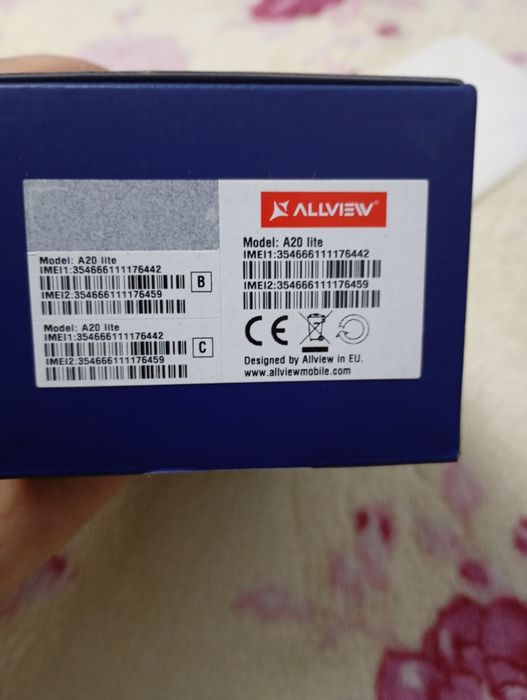 ALLVIEW®
Model: A20 lite
IMEI1:354666111176442
IMEI2:354666111176459
Designed by Allview in EU.
www.allviewmobile.com
Model: A20 lite
IMEI1:354666111176442
B
IMEI2:354666111176459
Model: A20 lite
IMEI1:354666111176442
C
IMEI2:354666111176459